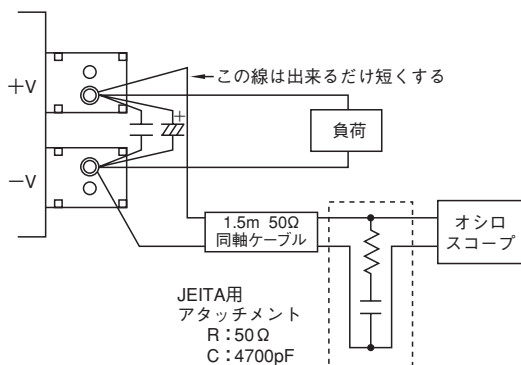 +V
この線は出来るだけ短くする
+
負荷
−V
1.5m 50Ω
同軸ケーブル
オシロ
スコープ
JEITA用
アタッチメント
R:50Ω
C:4700pF